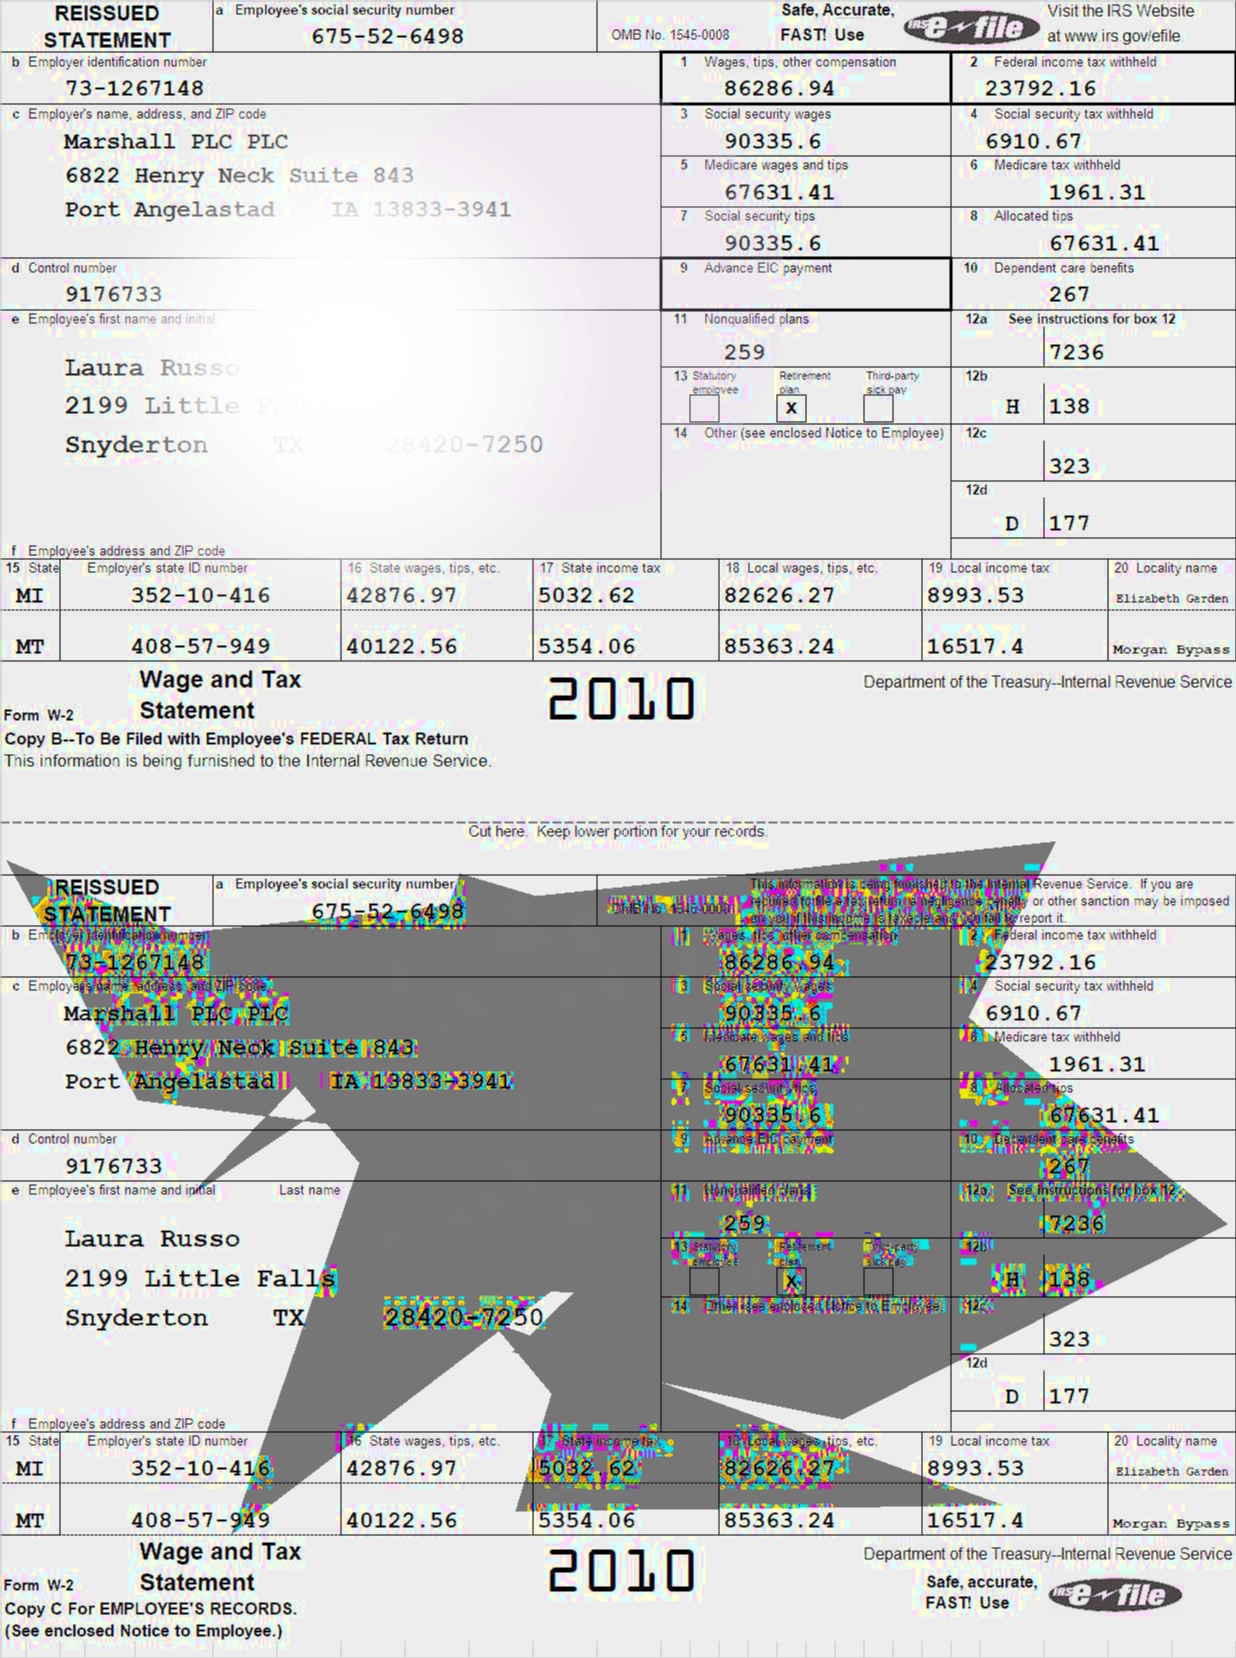 REISSUED STATEMENT
a Employee's social security number
675-52-6498
OMB No. 1545-0008
Safe, Accurate, FAST! Use
IRS e-file
Visit the IRS Website at www.irs.gov/efile.
b Employer identification number
73-1267148
1 Wages, tips, other compensation
86286.94
2 Federal income tax withheld
23792.16
c Employer's name, address, and ZIP code
Marshall PLC PLC
6822 Henry Neck Suite 843
Port Angelastad IA 13833-3941
3 Social security wages
90335.6
4 Social security tax withheld
6910.67
5 Medicare wages and tips
67631.41
6 Medicare tax withheld
1961.31
7 Social security tips
90335.6
8 Allocated tips
67631.41
d Control number
9176733
9 Advance EIC payment
10 Dependent care benefits
267
e Employee's first name and initial
Laura Russo
2199 Little Falls
Snyderton TX 28420-7250
11 Nonqualified plans
259
12a See instructions for box 12
7236
13 Statutory employee
Retirement plan
Third-party sick pay
X
12b
H 138
14 Other (see enclosed Notice to Employee)
12c
323
12d
D 177
f Employee's address and ZIP code
15 State Employer's state ID number 16 State wages, tips, etc. 17 State income tax 18 Local wages, tips, etc. 19 Local income tax 20 Locality name
MI 352-10-416 42876.97 5032.62 82626.27 8993.53 Elizabeth Garden
MT 408-57-949 40122.56 5354.06 85363.24 16517.4 Morgan Bypass
Form W-2
Wage and Tax Statement
2010
Department of the Treasury--Internal Revenue Service
Copy B--To Be Filed with Employee's FEDERAL Tax Return
This information is being furnished to the Internal Revenue Service.
Cut here. Keep lower portion for your records.
REISSUED STATEMENT
a Employee's social security number
675-52-6498
OMB No. 1545-0008
This information is being furnished to the Internal Revenue Service. If you are
required to file a tax return, a negligence penalty or other sanction may be imposed
on you if this income is taxable and you fail to report it.
b Employer identification number
73-1267148
1 Wages, tips, other compensation
86286.94
2 Federal income tax withheld
23792.16
c Employer's name, address, and ZIP code
Marshall PLC PLC
6822 Henry Neck Suite 843
Port Angelastad IA 13833-3941
3 Social security wages
90335.6
4 Social security tax withheld
6910.67
5 Medicare wages and tips
67631.41
6 Medicare tax withheld
1961.31
7 Social security tips
90335.6
8 Allocated tips
67631.41
d Control number
9176733
9 Advance EIC payment
10 Dependent care benefits
267
e Employee's first name and initial Last name
Laura Russo
2199 Little Falls
Snyderton TX 28420-7250
11 Nonqualified plans
259
12a See instructions for box 12
7236
13 Statutory employee
Retirement plan
Third-party sick pay
X
12b
H 138
14 Other (see enclosed Notice to Employee)
12c
323
12d
D 177
f Employee's address and ZIP code
15 State Employer's state ID number 16 State wages, tips, etc. 17 State income tax 18 Local wages, tips, etc. 19 Local income tax 20 Locality name
MI 352-10-416 42876.97 5032.62 82626.27 8993.53 Elizabeth Garden
MT 408-57-949 40122.56 5354.06 85363.24 16517.4 Morgan Bypass
Form W-2
Wage and Tax Statement
2010
Department of the Treasury--Internal Revenue Service
Safe, accurate, FAST! Use
IRS e-file
Copy C For EMPLOYEE'S RECORDS.
(See enclosed Notice to Employee.)